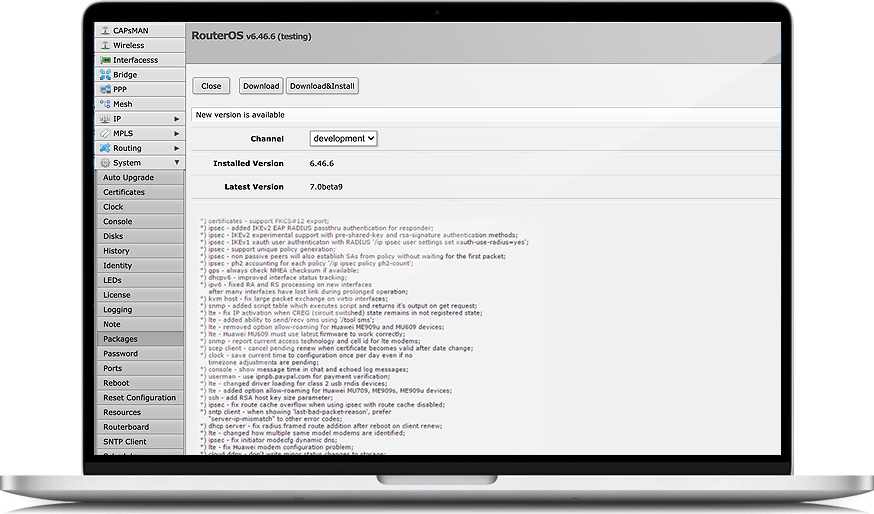 CAPsMAN
Wireless
Interfacesss
Bridge
PPP
Mesh
IP
MPLS
Routing
System
Auto Upgrade
Certificates
Clock
Console
Disks
History
Identity
LEDs
License
Logging
Note
Packages
Password
Ports
Reboot
Reset Configuration
Resources
Routerboard
SNTP Client
RouterOS v6.46.6 (testing)
Close Download Download&Install
New version is available
Channel development
Installed Version 6.46.6
Latest Version 7.0beta9
*) certificates - support PKCS#12 export;
*) ipsec - added IKEv2 EAP RADIUS passthru authentication for responder;
*) ipsec - IKEv2 experimental support with pre-shared-key and rsa-signature authentication methods;
*) ipsec - IKEv1 xauth user authenticaton with RADIUS '/ip ipsec user settings set xauth-use-radius=yes';
*) ipsec - support unique policy generation;
*) ipsec - non passive peers will also establish SAs from policy without waiting for the first packet;
*) ipsec - ph2 accounting for each policy '/ip ipsec policy ph2-count';
*) gps - always check NMEA checksum if available;
*) dhcpv6 - improved interface status tracking;
*) ipv6 - fixed RA and RS processing on new interfaces
after many interfaces have lost link during prolonged operation;
*) kvm host - fix large packet exchange on virtio interfaces;
*) snmp - added script table which executes script and returns it's output on get request;
*) lte - fix IP activation when CREG (circuit switched) state remains in not registered state;
*) lte - added ability to send/recv sms using '/tool sms';
*) lte - removed option allow-roaming for Huawei ME909u and MU609 devices;
*) lte - Huawei MU609 must use latest firmware to work correctly;
*) snmp - report current access technology and cell id for lte modems;
*) scep client - cancel pending renew when certificate becomes valid after date change;
*) clock - save current time to configuration once per day even if no
timezone adjustments are pending;
*) console - show message time in chat and echoed log messages;
*) userman - use ipnpb.paypal.com for payment verification;
*) lte - changed driver loading for class 2 usb rndis devices;
*) lte - added option allow-roaming for Huawei MU709, ME909s, ME909u devices;
*) ssh - add RSA host key size parameter;
*) ipsec - fix route cache overflow when using ipsec with route cache disabled;
*) sntp client - when showing 'last-bad-packet-reason', prefer
"server-ip-mismatch" to other error codes;
*) dhcp server - fix radius framed route addition after reboot on client renew;
*) lte - changed how multiple same model modems are identified;
*) ipsec - fix initiator modecfg dynamic dns;
*) lte - fix Huawei modem configuration problem;
*) cloud ddns - don't write minor status changes to storage;